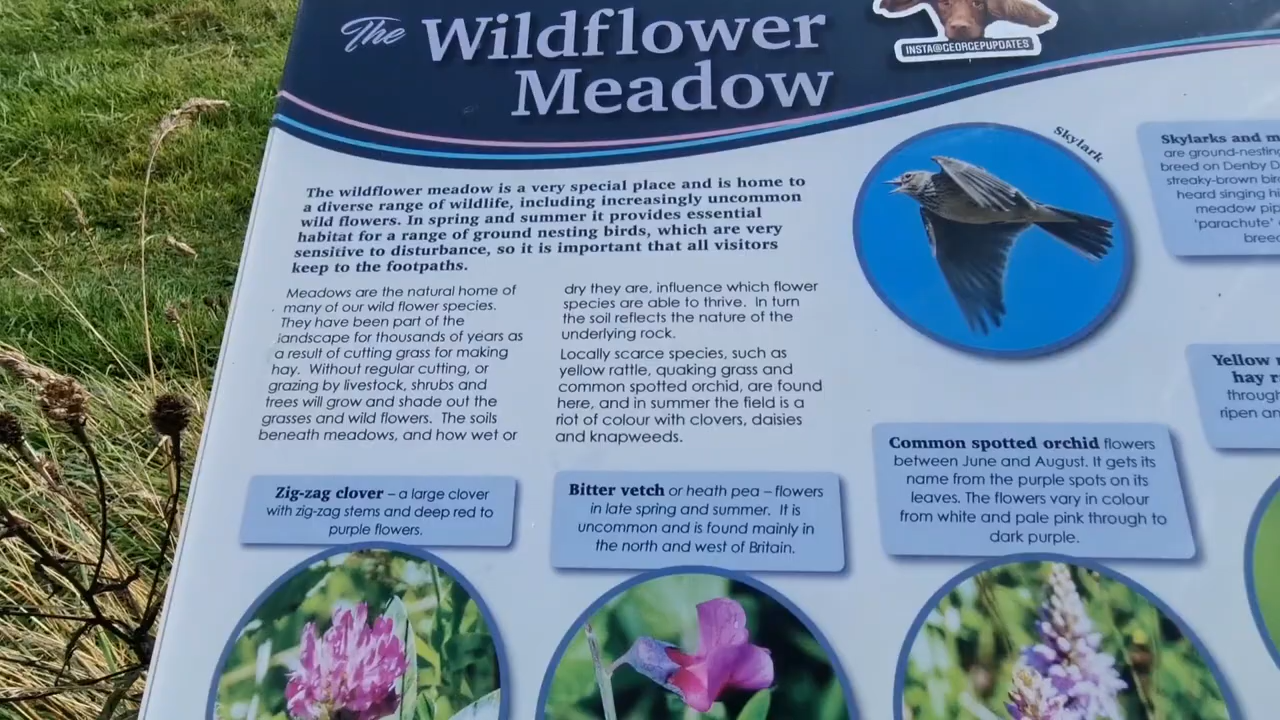 The Wildflower
Meadow
INSTA@GEORGEPUPDATES
The wildflower meadow is a very special place and is home to
a diverse range of wildlife, including increasingly uncommon
wild flowers. In spring and summer it provides essential
habitat for a range of ground nesting birds, which are very
sensitive to disturbance, so it is important that all visitors
keep to the footpaths.
Meadows are the natural home of
many of our wild flower species.
They have been part of the
landscape for thousands of years as
a result of cutting grass for making
hay. Without regular cutting, or
grazing by livestock, shrubs and
trees will grow and shade out the
grasses and wild flowers. The soils
beneath meadows, and how wet or
dry they are, influence which flower
species are able to thrive. In turn
the soil reflects the nature of the
underlying rock.
Locally scarce species, such as
yellow rattle, quaking grass and
common spotted orchid, are found
here, and in summer the field is a
riot of colour with clovers, daisies
and knapweeds.
Skylark
Skylarks and m
are ground-nesting
breed on Denby D
streaky-brown bir
heard singing hi
meadow pip
'parachute'
bree
Yellow
hay r
through
ripen an
Zig-zag clover – a large clover
with zig-zag stems and deep red to
purple flowers.
Bitter vetch or heath pea – flowers
in late spring and summer. It is
uncommon and is found mainly in
the north and west of Britain.
Common spotted orchid flowers
between June and August. It gets its
name from the purple spots on its
leaves. The flowers vary in colour
from white and pale pink through to
dark purple.